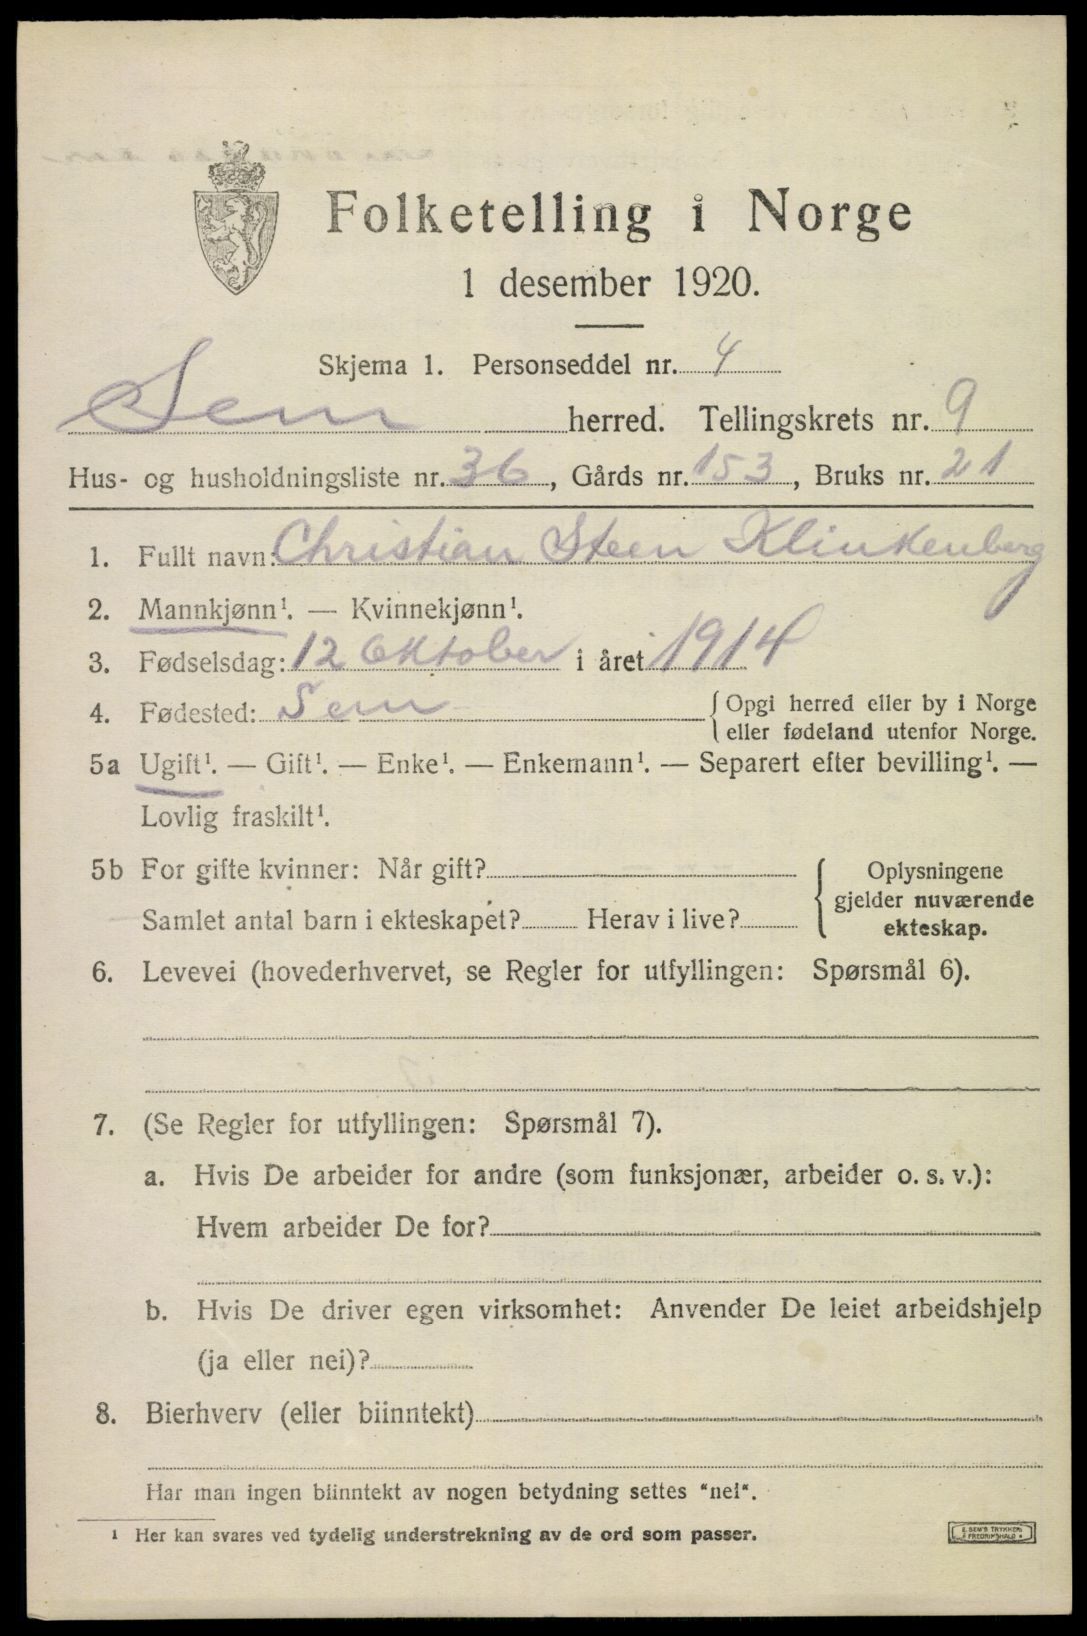 Folketelling i Norge
1 desember 1920.
Skjema 1. Personseddel nr. 4
Sem herred. Tellingskrets nr. 9
Hus- og husholdningsliste nr. 36, Gårds nr. 153, Bruks nr. 21
1. Fullt navn: Christian Steen Klinkenberg
2. Mannkjønn¹. — Kvinnekjønn¹.
3. Fødselsdag: 12 Oktober i året 1914
4. Fødested: Sem {Opgi herred eller by i Norge
eller fødeland utenfor Norge.
5a Ugift¹. — Gift¹. — Enke¹. — Enkemann¹. — Separert efter bevilling¹. —
Lovlig fraskilt¹.
5b For gifte kvinner: Når gift?
Samlet antal barn i ekteskapet? Herav i live?
{Oplysningene
gjelder nuværende
ekteskap.
6. Levevei (hovederhvervet, se Regler for utfyllingen: Spørsmål 6).
7. (Se Regler for utfyllingen: Spørsmål 7).
a. Hvis De arbeider for andre (som funksjonær, arbeider o. s. v.):
Hvem arbeider De for?
b. Hvis De driver egen virksomhet: Anvender De leiet arbeidshjelp
(ja eller nei)?
8. Bierhverv (eller biinntekt)
Har man ingen biinntekt av nogen betydning settes "nei".
¹ Her kan svares ved tydelig understrekning av de ord som passer.
E. SEM'S TRYKKERI
FREDRIKSHALD